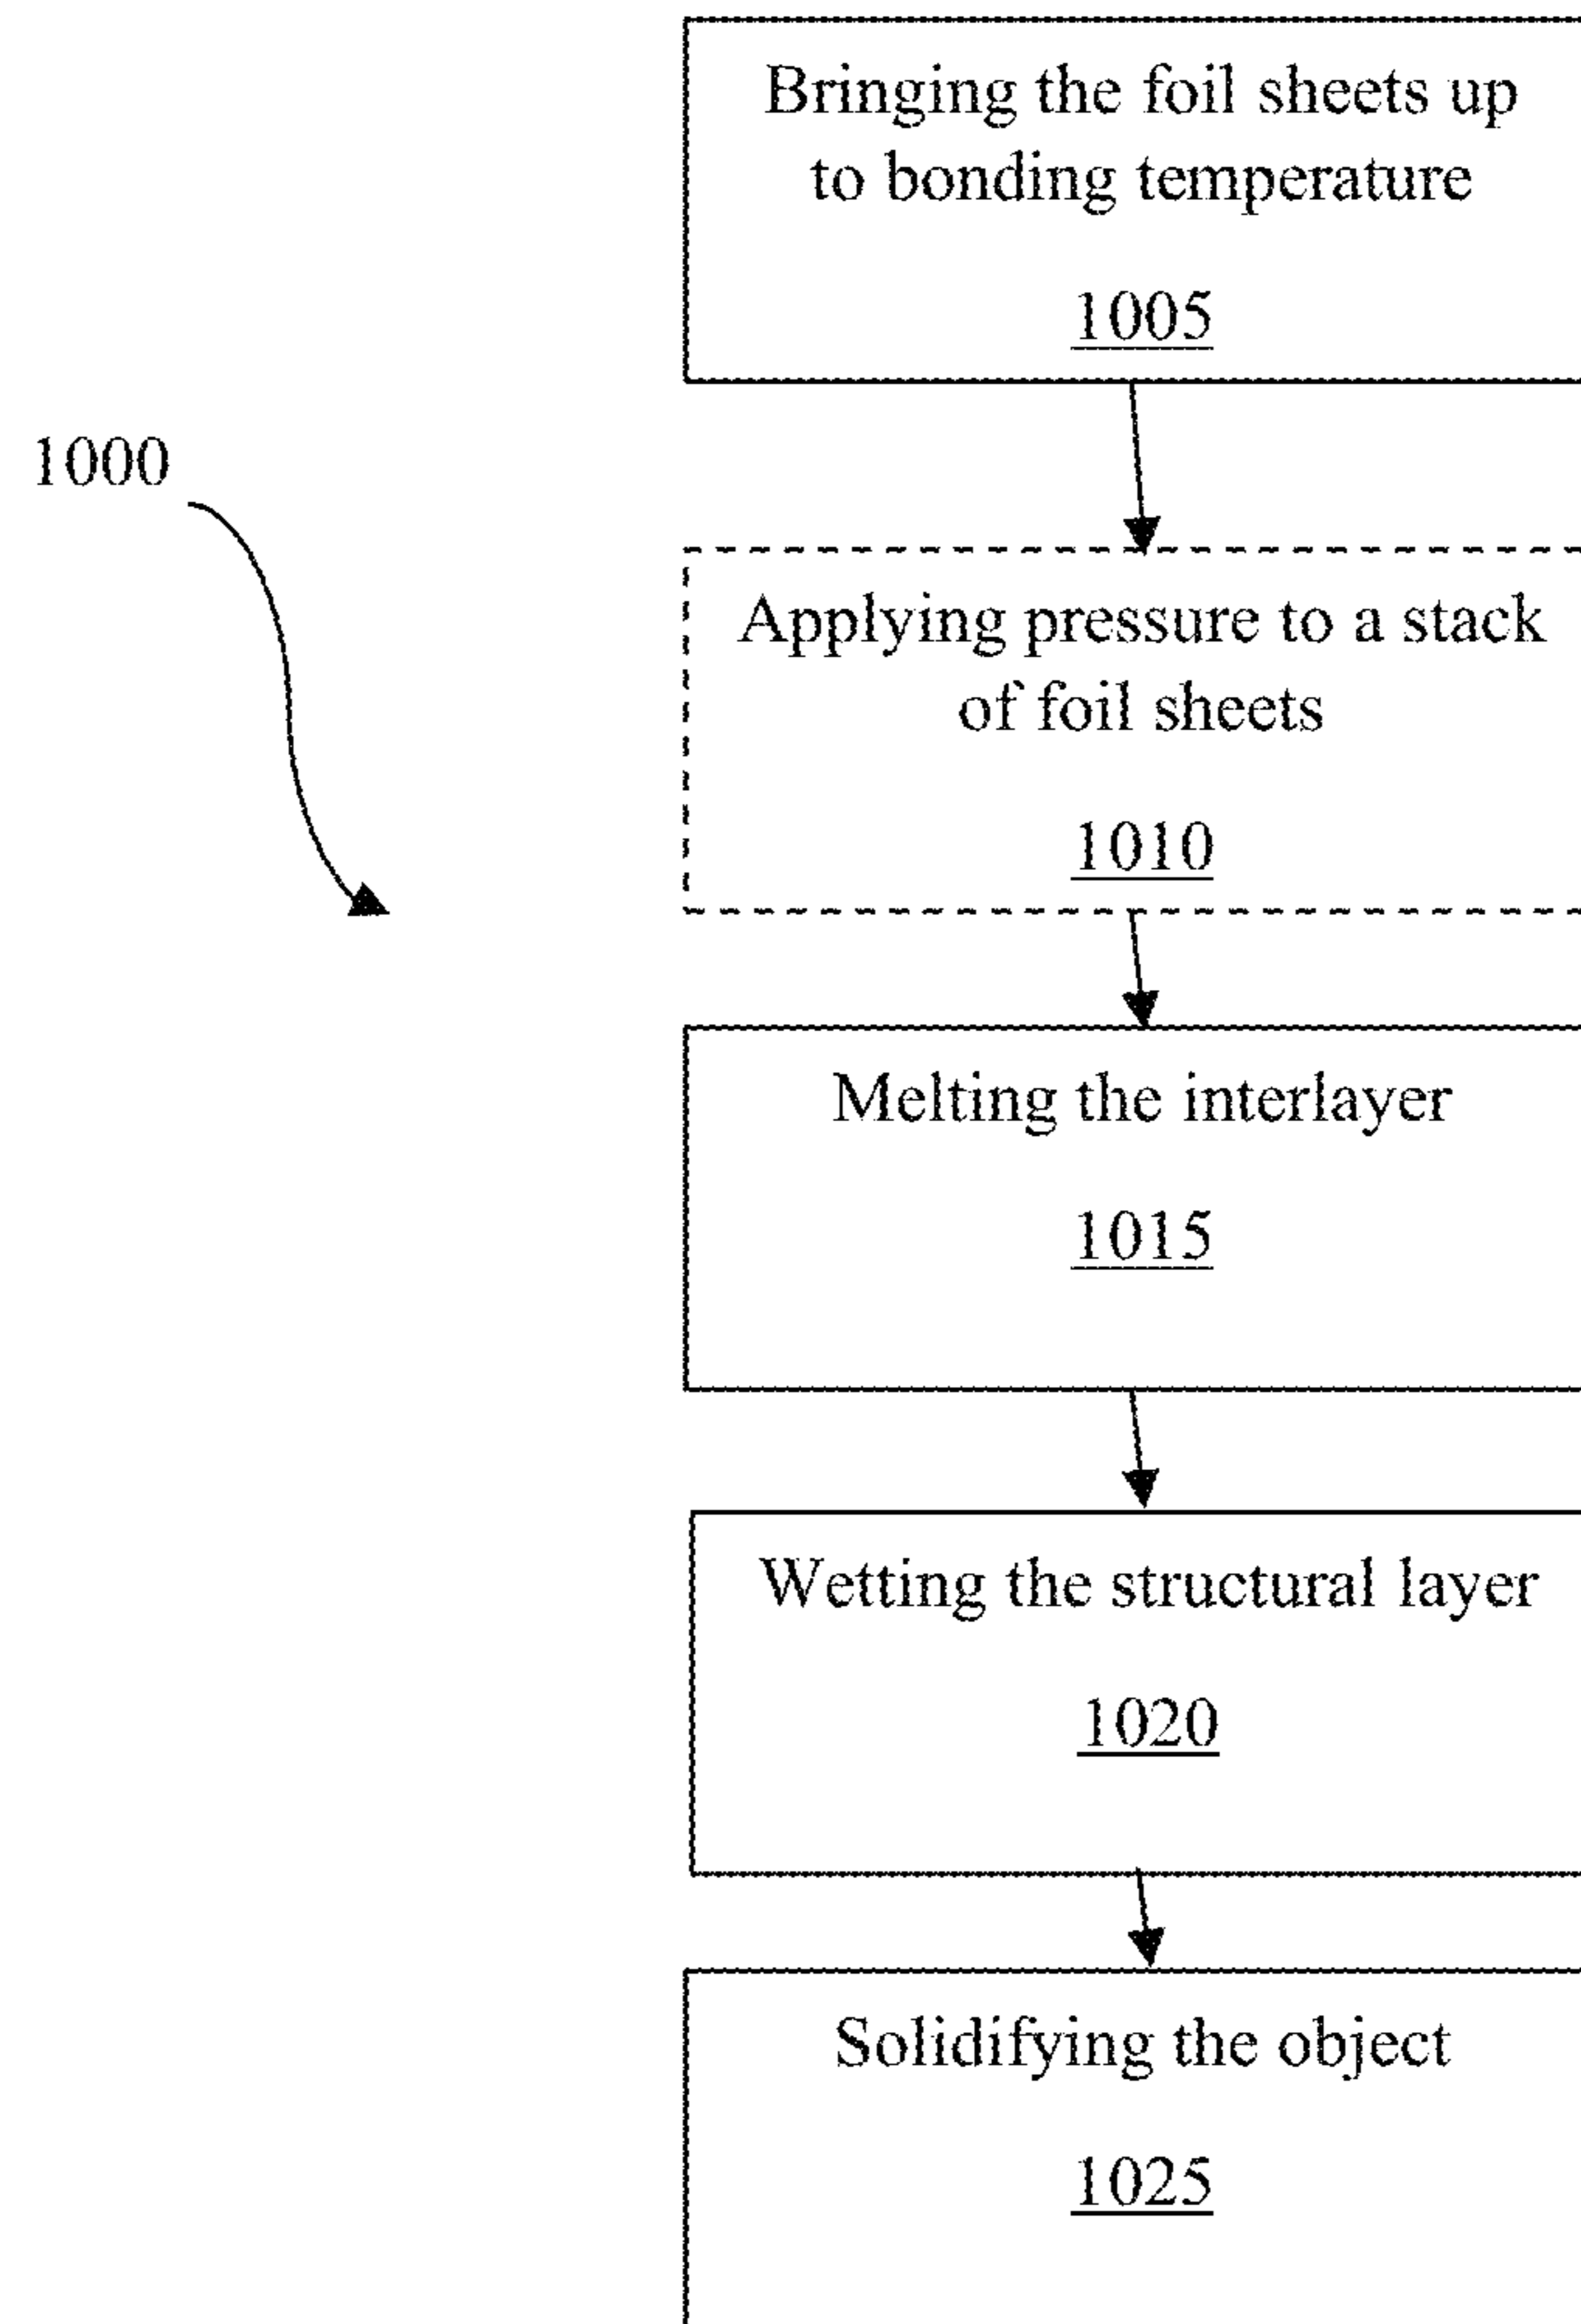 Bringing the foil sheets up
to bonding temperature
1005
1000
Applying pressure to a stack
of foil sheets
1010
Melting the interlayer
1015
Wetting the structural layer
1020
Solidifying the object
1025